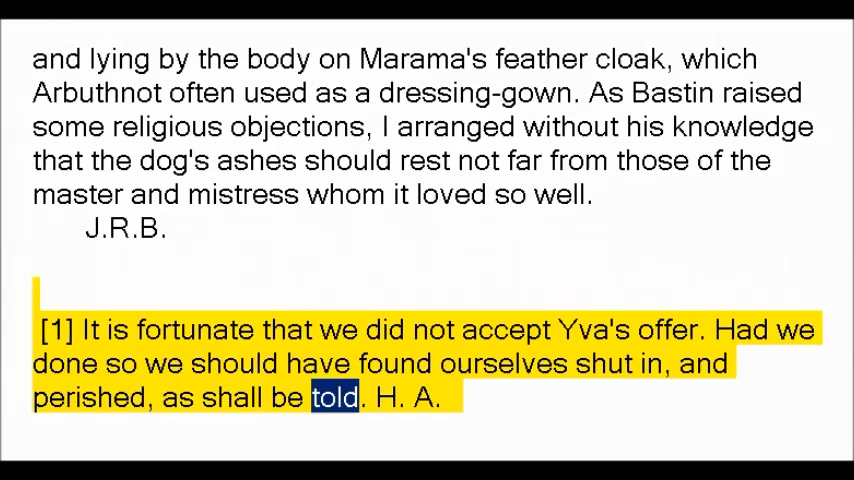 and lying by the body on Marama's feather cloak, which
Arbuthnot often used as a dressing-gown. As Bastin raised
some religious objections, I arranged without his knowledge
that the dog's ashes should rest not far from those of the
master and mistress whom it loved so well.
J.R.B.
[1] It is fortunate that we did not accept Yva's offer. Had we
done so we should have found ourselves shut in, and
perished, as shall be told. H. A.